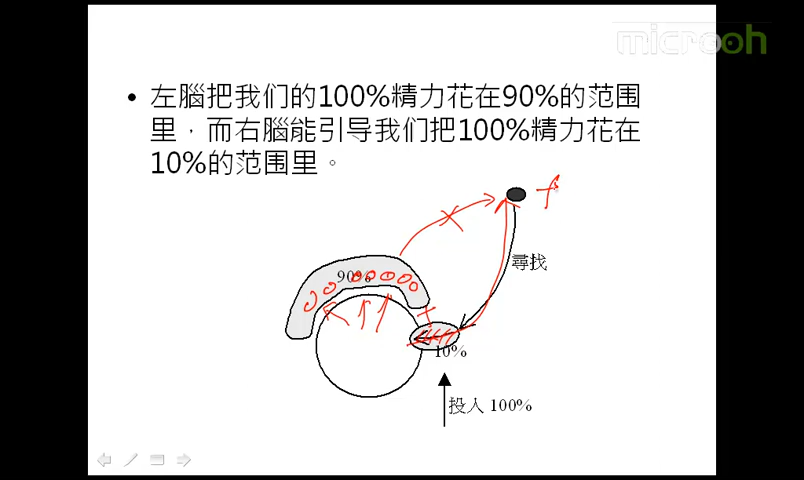 microoh
• 左腦把我们的100%精力花在90%的范围
里，而右腦能引导我们把100%精力花在
10%的范围里。
尋找
90%
10%
投入 100%